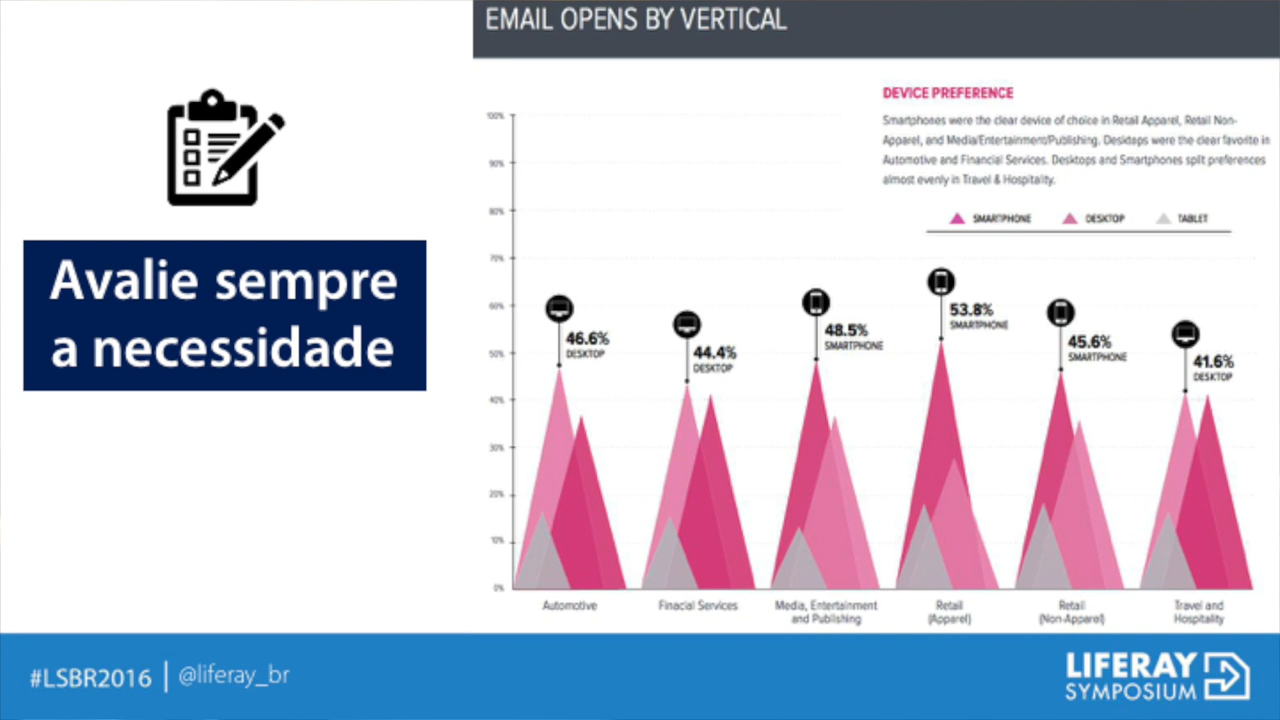 EMAIL OPENS BY VERTICAL
Avalie sempre
a necessidade
DEVICE PREFERENCE
Smartphones were the clear device of choice in Retail Apparel, Retail Non-
Apparel, and Media/Entertainment/Publishing. Desktops were the clear favorite in
Automotive and Financial Services. Desktops and Smartphones split preferences
almost evenly in Travel & Hospitality.
SMARTPHONE DESKTOP TABLET
100%
90%
80%
70%
60%
50%
40%
30%
20%
10%
0%
46.6%
DESKTOP
44.4%
DESKTOP
48.5%
SMARTPHONE
53.8%
SMARTPHONE
45.6%
SMARTPHONE
41.6%
DESKTOP
Automotive
Finacial Services
Media, Entertainment
and Publishing
Retail
(Apparel)
Retail
(Non-Apparel)
Travel and
Hospitality
#LSBR2016 | @liferay_br
LIFERAY
SYMPOSIUM